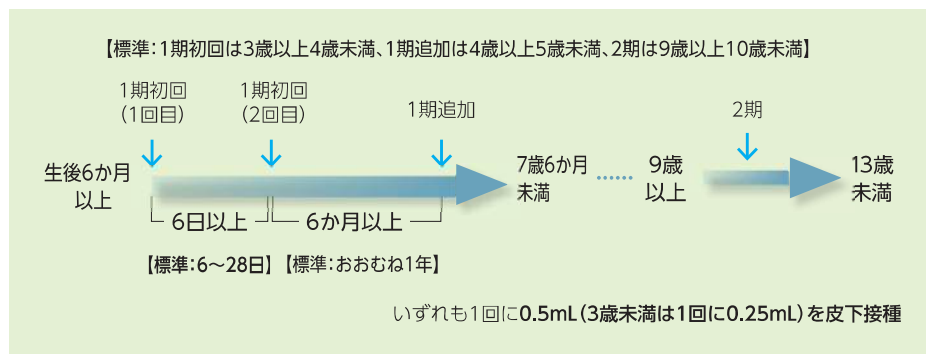 【標準：1期初回は3歳以上4歳未満、1期追加は4歳以上5歳未満、2期は9歳以上10歳未満】
1期初回
（1回目）
1期初回
（2回目）
1期追加
2期
生後6か月
以上
7歳6か月
未満
……
9歳
以上
13歳
未満
6日以上
6か月以上
【標準：6～28日】
【標準：おおむね1年】
いずれも1回に0.5mL（3歳未満は1回に0.25mL）を皮下接種